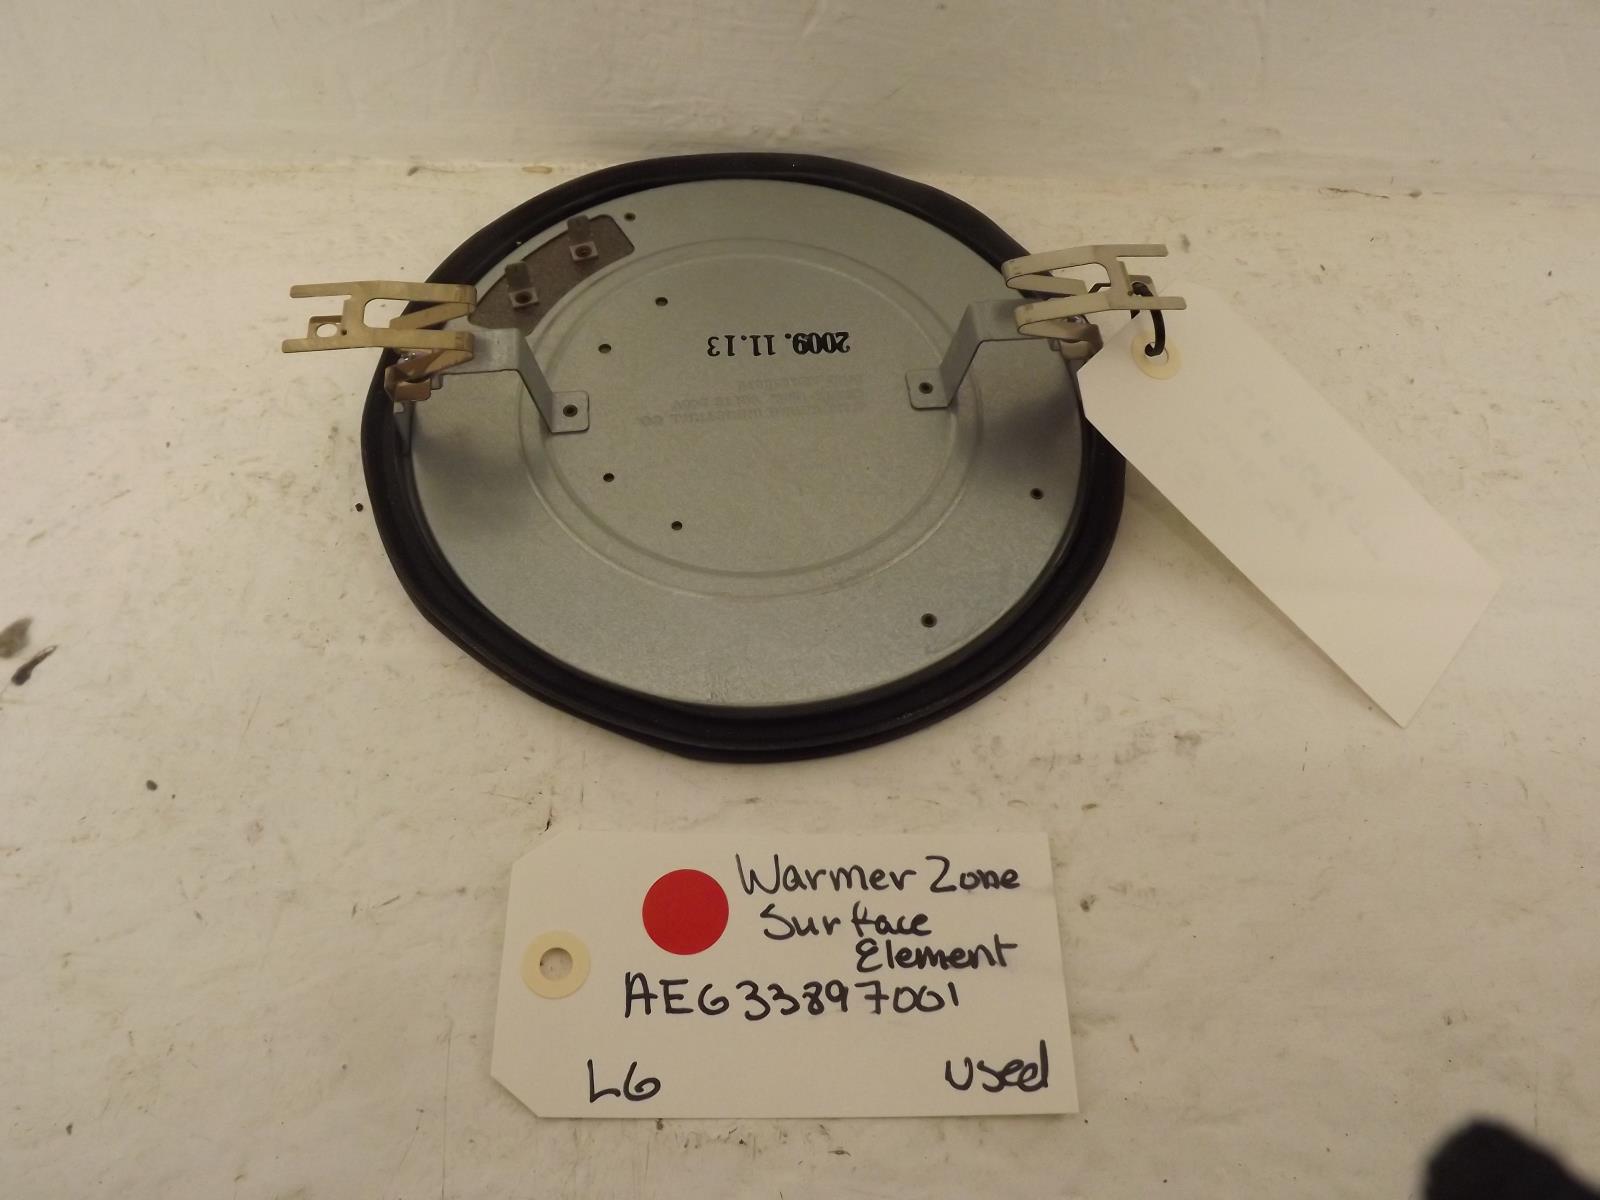 2009.11.13
Warmer Zone
Surface
Element
AEG33897001
LG
Used